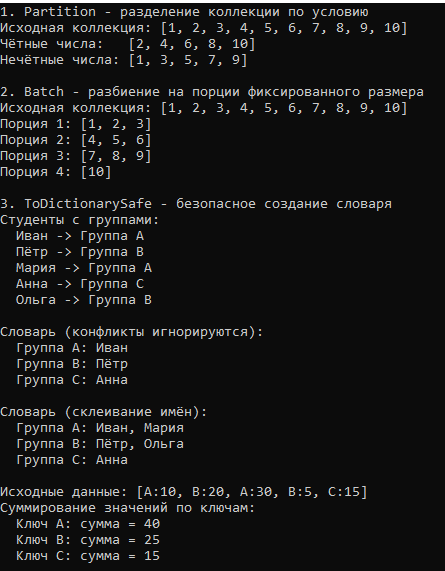 1. Partition - разделение коллекции по условию
Исходная коллекция: [1, 2, 3, 4, 5, 6, 7, 8, 9, 10]
Чётные числа:   [2, 4, 6, 8, 10]
Нечётные числа: [1, 3, 5, 7, 9]

2. Batch - разбиение на порции фиксированного размера
Исходная коллекция: [1, 2, 3, 4, 5, 6, 7, 8, 9, 10]
Порция 1: [1, 2, 3]
Порция 2: [4, 5, 6]
Порция 3: [7, 8, 9]
Порция 4: [10]

3. ToDictionarySafe - безопасное создание словаря
Студенты с группами:
  Иван -> Группа A
  Пётр -> Группа B
  Мария -> Группа A
  Анна -> Группа C
  Ольга -> Группа B

Словарь (конфликты игнорируются):
  Группа A: Иван
  Группа B: Пётр
  Группа C: Анна

Словарь (склеивание имён):
  Группа A: Иван, Мария
  Группа B: Пётр, Ольга
  Группа C: Анна

Исходные данные: [A:10, B:20, A:30, B:5, C:15]
Суммирование значений по ключам:
  Ключ A: сумма = 40
  Ключ B: сумма = 25
  Ключ C: сумма = 15